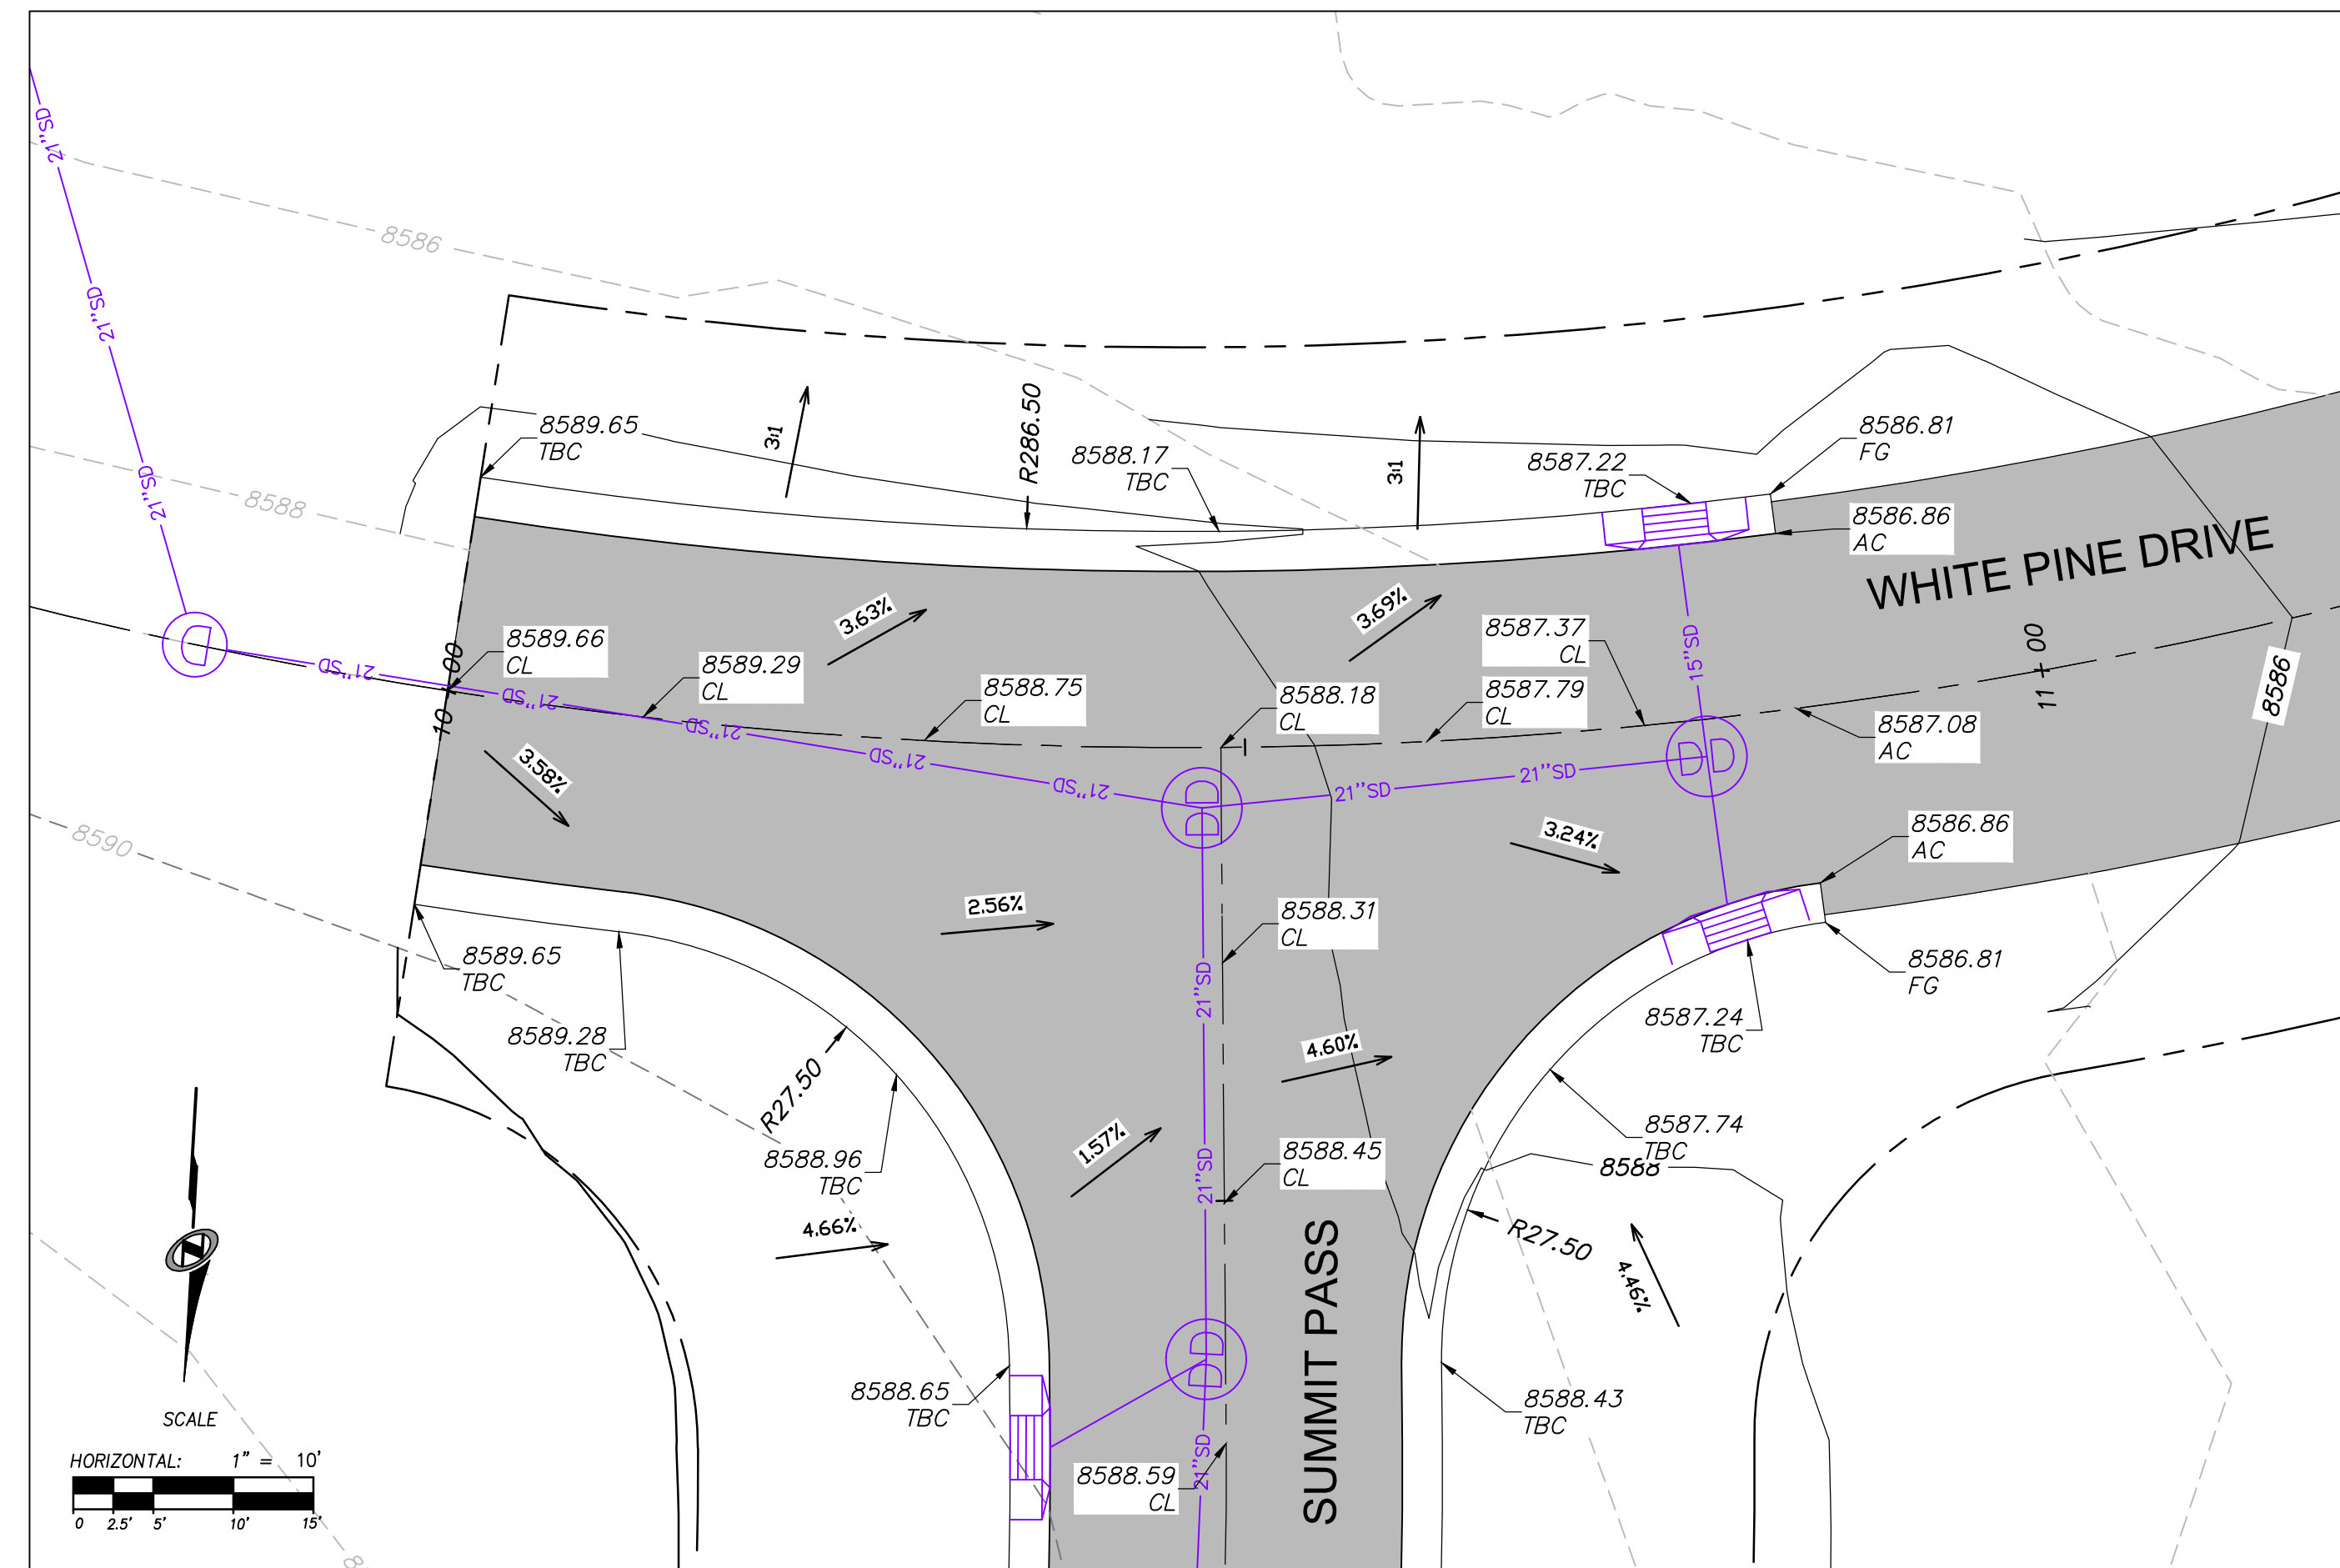 21"SD
21"SD
21"SD
21"SD
21"SD
21"SD
21"SD
21"SD
21"SD
21"SD
21"SD
21"SD
21"SD
15"SD
8586
8588
8590
8589.65
TBC
3:1
R286.50
8588.17
TBC
3:1
8587.22
TBC
8586.81
FG
8586.86
AC
WHITE PINE DRIVE
3.63%
3.69%
10 + 00
8589.66
CL
8589.29
CL
8588.75
CL
8588.18
CL
8587.37
CL
8587.79
CL
11 + 00
8586
8587.08
AC
D
D D
D D
D D
3.58%
3.24%
8586.86
AC
2.56%
8588.31
CL
8589.65
TBC
8586.81
FG
8589.28
TBC
8587.24
TBC
4.60%
R27.50
8588.96
TBC
1.57%
8588.45
CL
8587.74
TBC
8588
R27.50
4.66%
4.46%
SUMMIT PASS
N
8588.65
TBC
8588.43
TBC
8588.59
CL
SCALE
HORIZONTAL: 1" = 10'
0 2.5' 5' 10' 15'